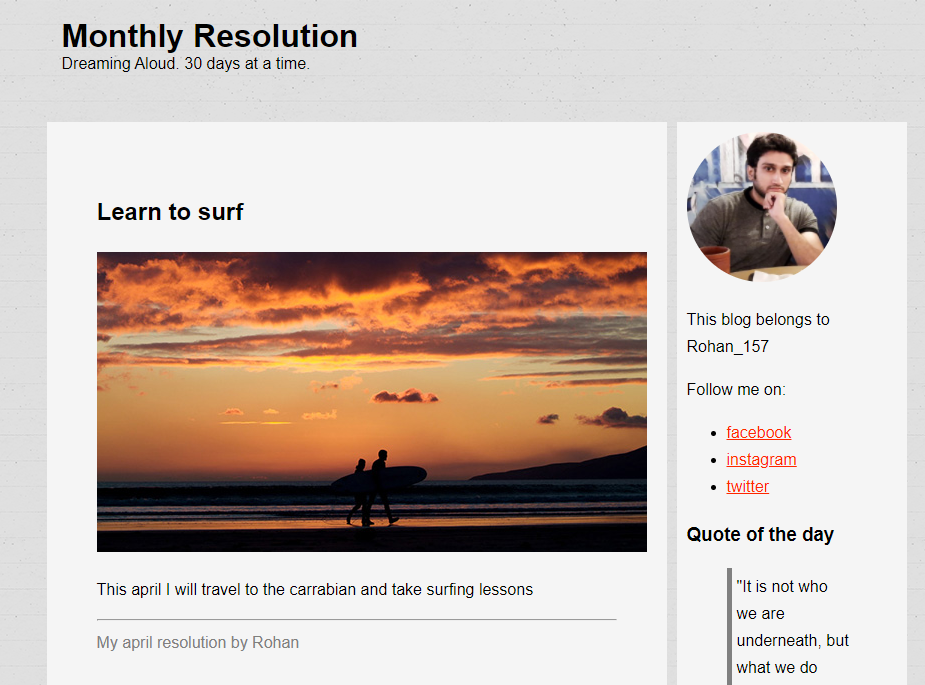 Monthly Resolution
Dreaming Aloud. 30 days at a time.
Learn to surf
This april I will travel to the carrabian and take surfing lessons
My april resolution by Rohan
This blog belongs to
Rohan_157
Follow me on:
facebook
instagram
twitter
Quote of the day
"It is not who
we are
underneath, but
what we do